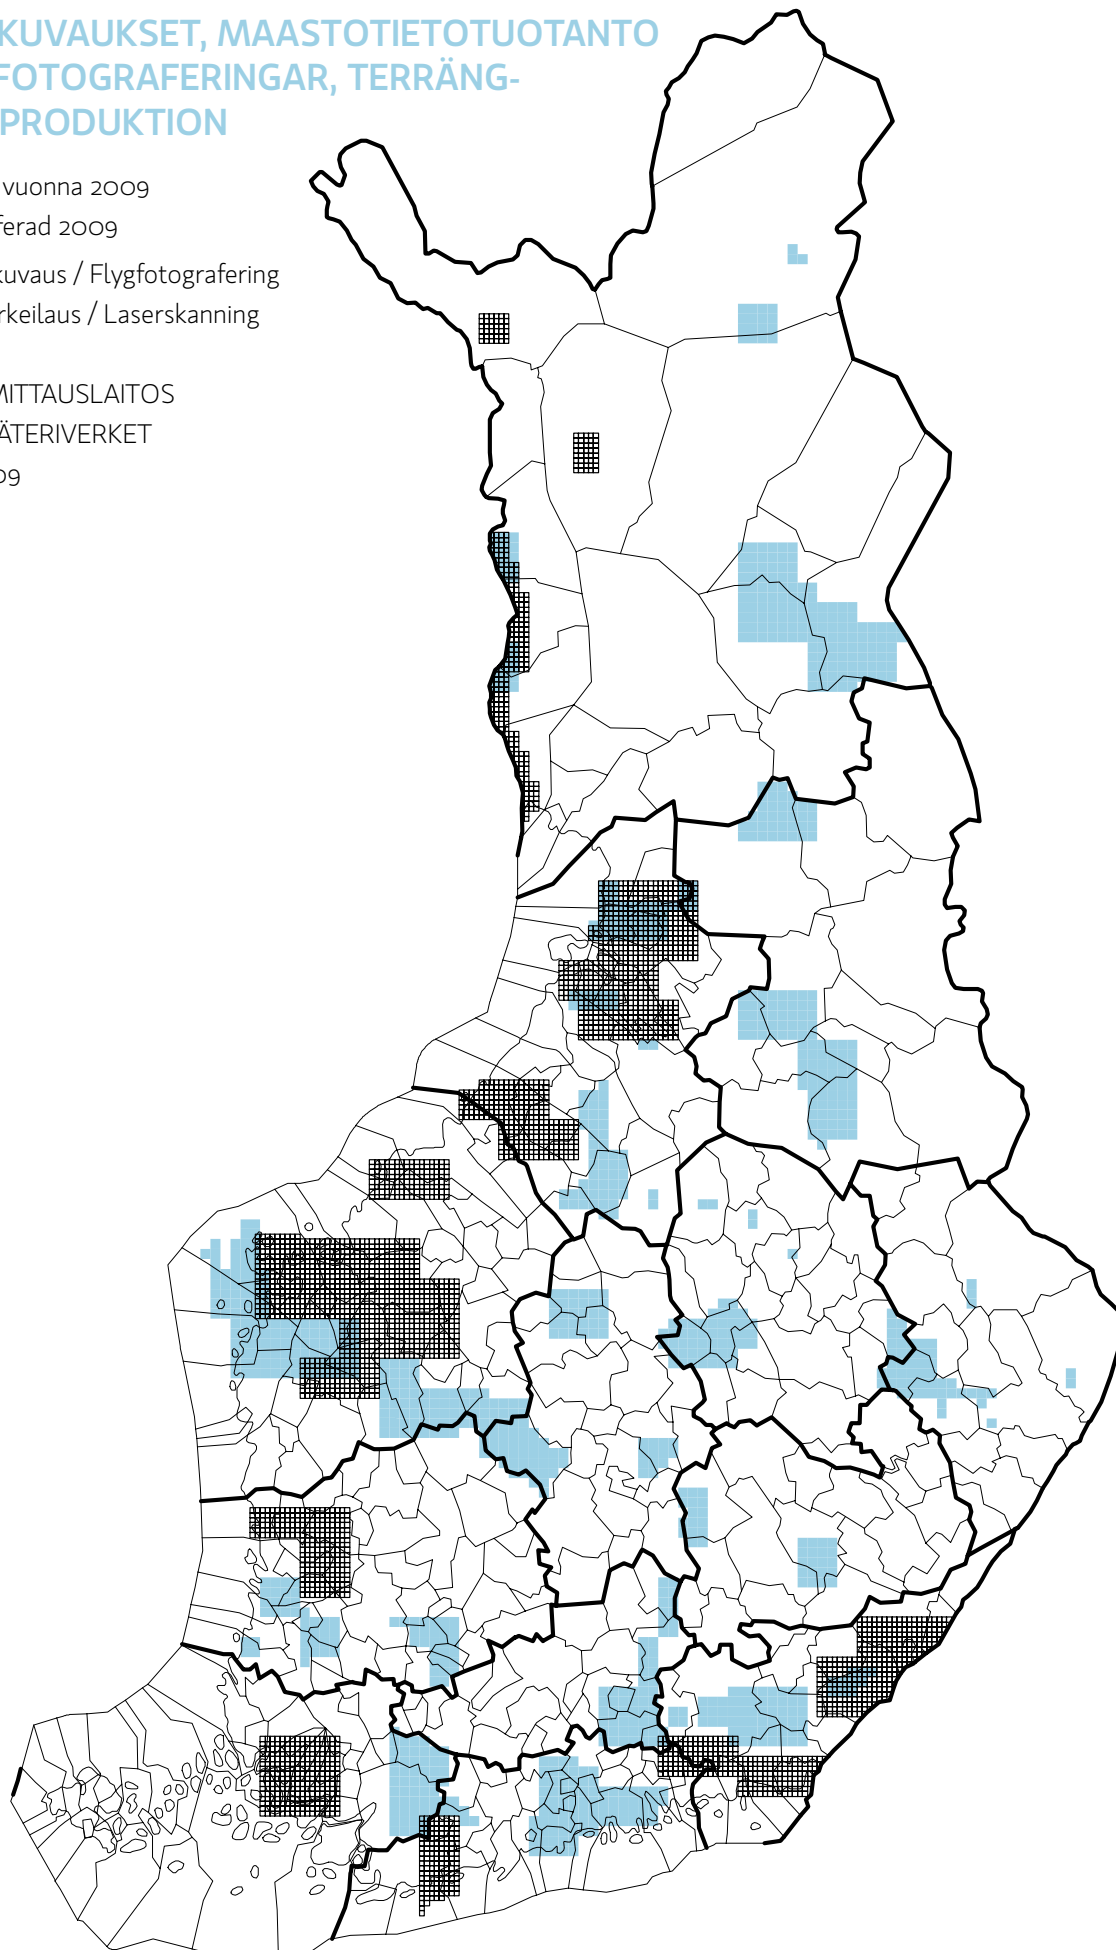 KUVAUKSET, MAASTOTIETOTUOTANTO
FOTOGRAFERINGAR, TERRÄNG-
PRODUKTION
vuonna 2009
ferad 2009
kuvaus / Flygfotografering
rkeilaus / Laserskanning
MITTAUSLAITOS
ÄTERIVERKET
09